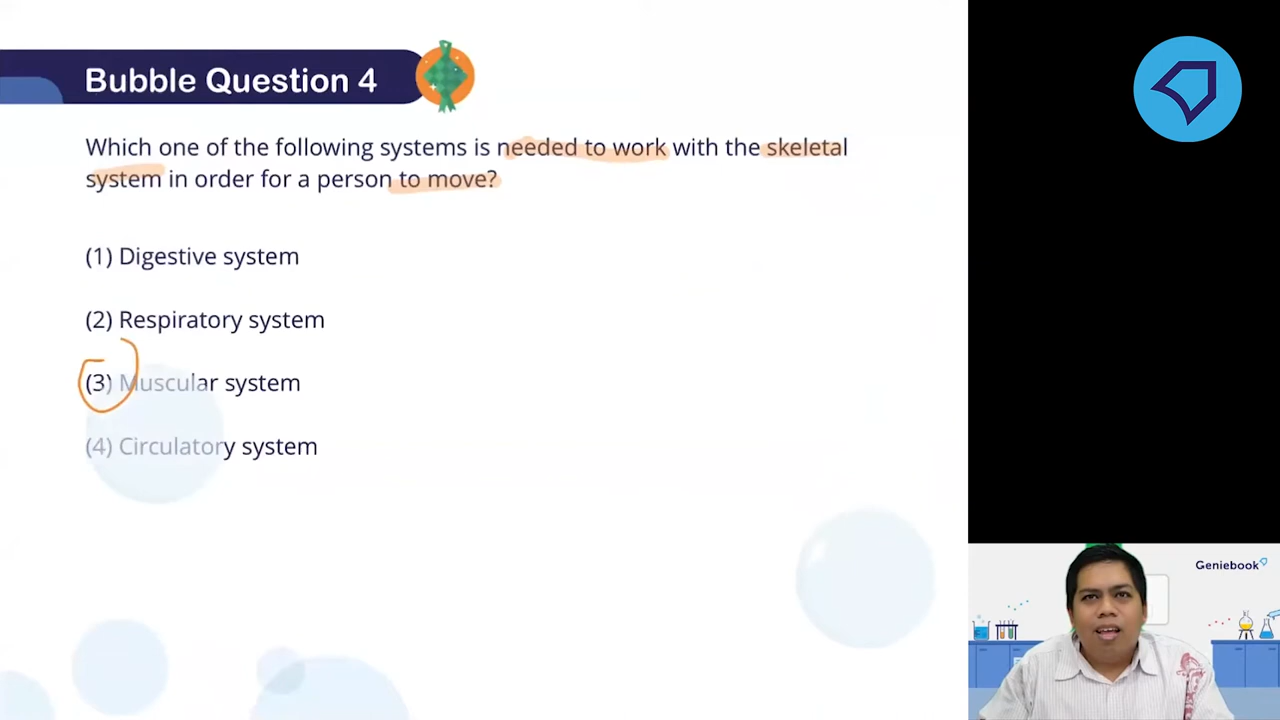 Bubble Question 4
Which one of the following systems is needed to work with the skeletal
system in order for a person to move?
(1) Digestive system
(2) Respiratory system
(3) Muscular system
(4) Circulatory system
Geniebook